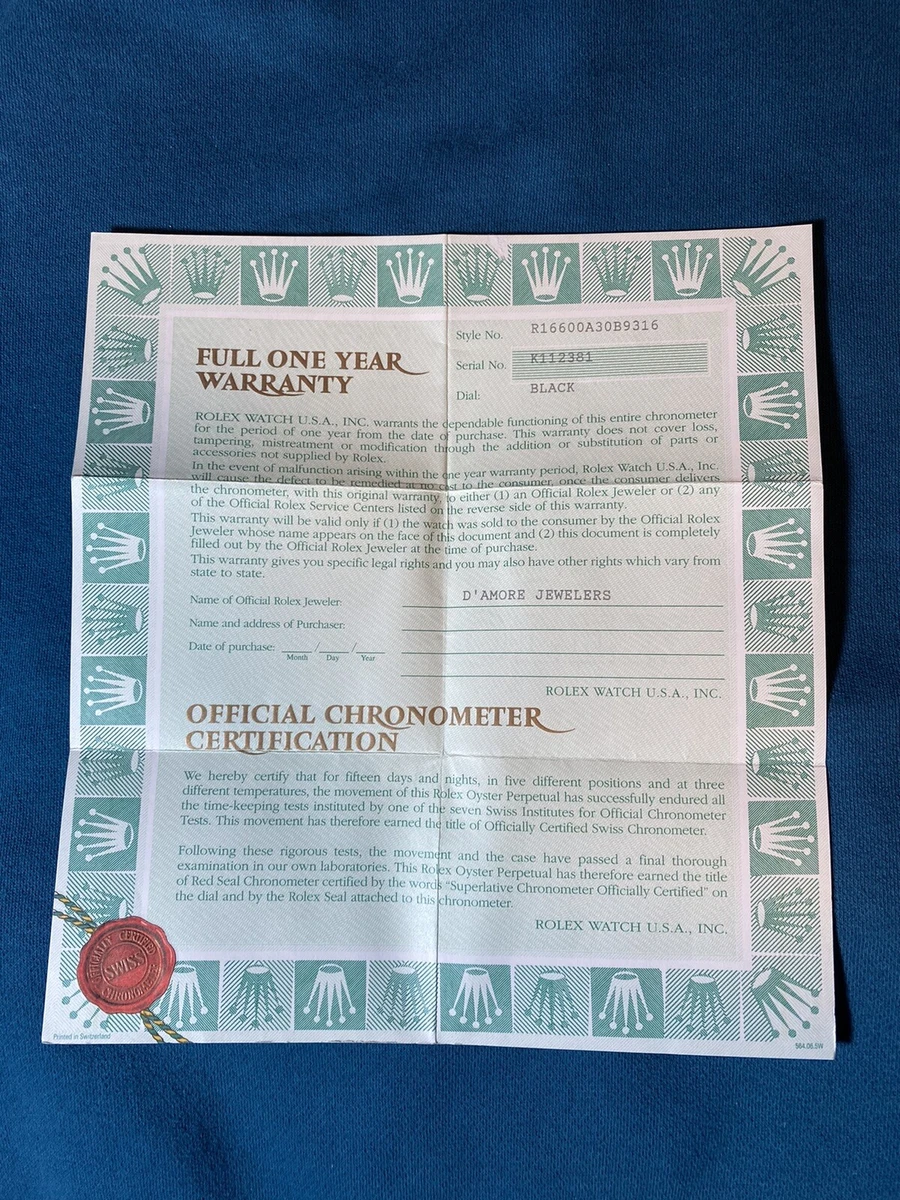 Style No. R16600A30B9316
Serial No. K112381
Dial: BLACK
FULL ONE YEAR
WARRANTY
ROLEX WATCH U.S.A., INC. warrants the dependable functioning of this entire chronometer
for the period of one year from the date of purchase. This warranty does not cover loss,
tampering, mistreatment or modification through the addition or substitution of parts or
accessories not supplied by Rolex.
In the event of malfunction arising within the one year warranty period, Rolex Watch U.S.A., Inc.
will cause the defect to be remedied at no cost to the consumer, once the consumer delivers
the chronometer, with this original warranty, to either (1) an Official Rolex Jeweler or (2) any
of the Official Rolex Service Centers listed on the reverse side of this warranty.
This warranty will be valid only if (1) the watch was sold to the consumer by the Official Rolex
Jeweler whose name appears on the face of this document and (2) this document is completely
filled out by the Official Rolex Jeweler at the time of purchase.
This warranty gives you specific legal rights and you may also have other rights which vary from
state to state.
Name of Official Rolex Jeweler: D'AMORE JEWELERS
Name and address of Purchaser:
Date of purchase: / /
Month Day Year
ROLEX WATCH U.S.A., INC.
OFFICIAL CHRONOMETER
CERTIFICATION
We hereby certify that for fifteen days and nights, in five different positions and at three
different temperatures, the movement of this Rolex Oyster Perpetual has successfully endured all
the time-keeping tests instituted by one of the seven Swiss Institutes for Official Chronometer
Tests. This movement has therefore earned the title of Officially Certified Swiss Chronometer.
Following these rigorous tests, the movement and the case have passed a final thorough
examination in our own laboratories. This Rolex Oyster Perpetual has therefore earned the title
of Red Seal Chronometer certified by the words "Superlative Chronometer Officially Certified" on
the dial and by the Rolex Seal attached to this chronometer.
ROLEX WATCH U.S.A., INC.
OFFICIALLY CERTIFIED
SWISS
CHRONOMETER
Printed in Switzerland
564.06.5W